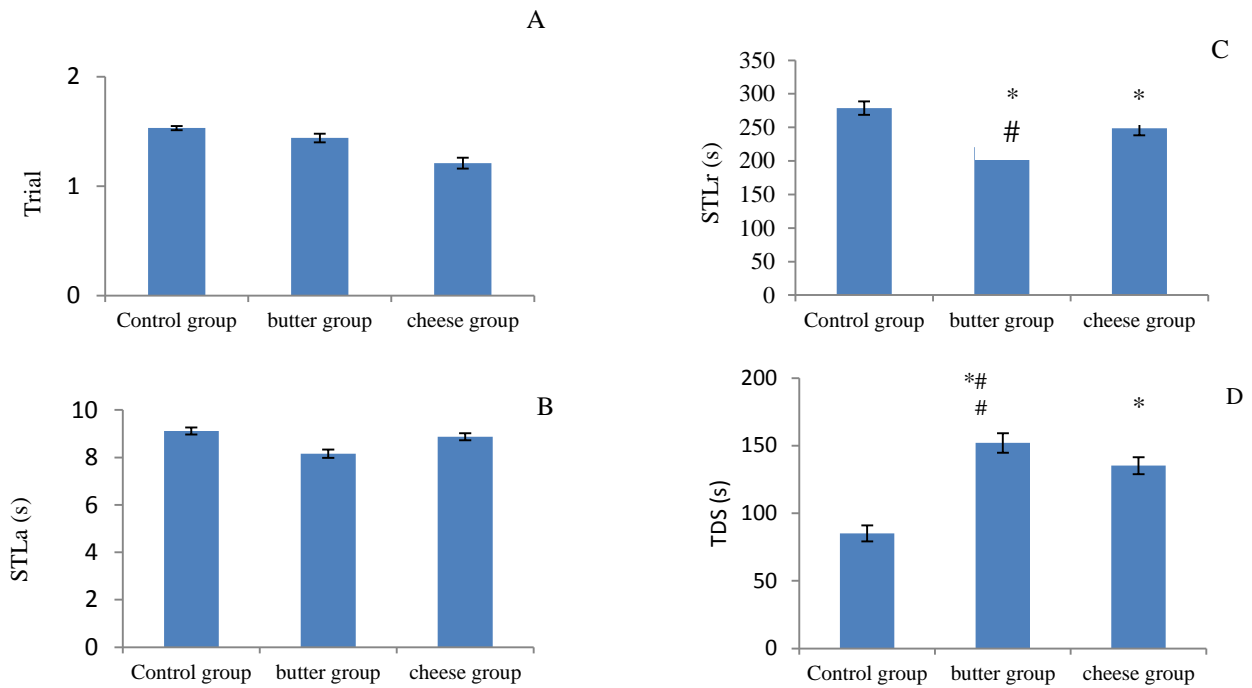 A
Trial
2
1
0
Control group butter group cheese group
B
STLa (s)
10
8
6
4
2
0
Control group butter group cheese group
C
STLr (s)
350
300
250
200
150
100
50
0
* *
#
Control group butter group cheese group
D
TDS (s)
200
150
100
50
0
*# *
#
Control group butter group cheese group